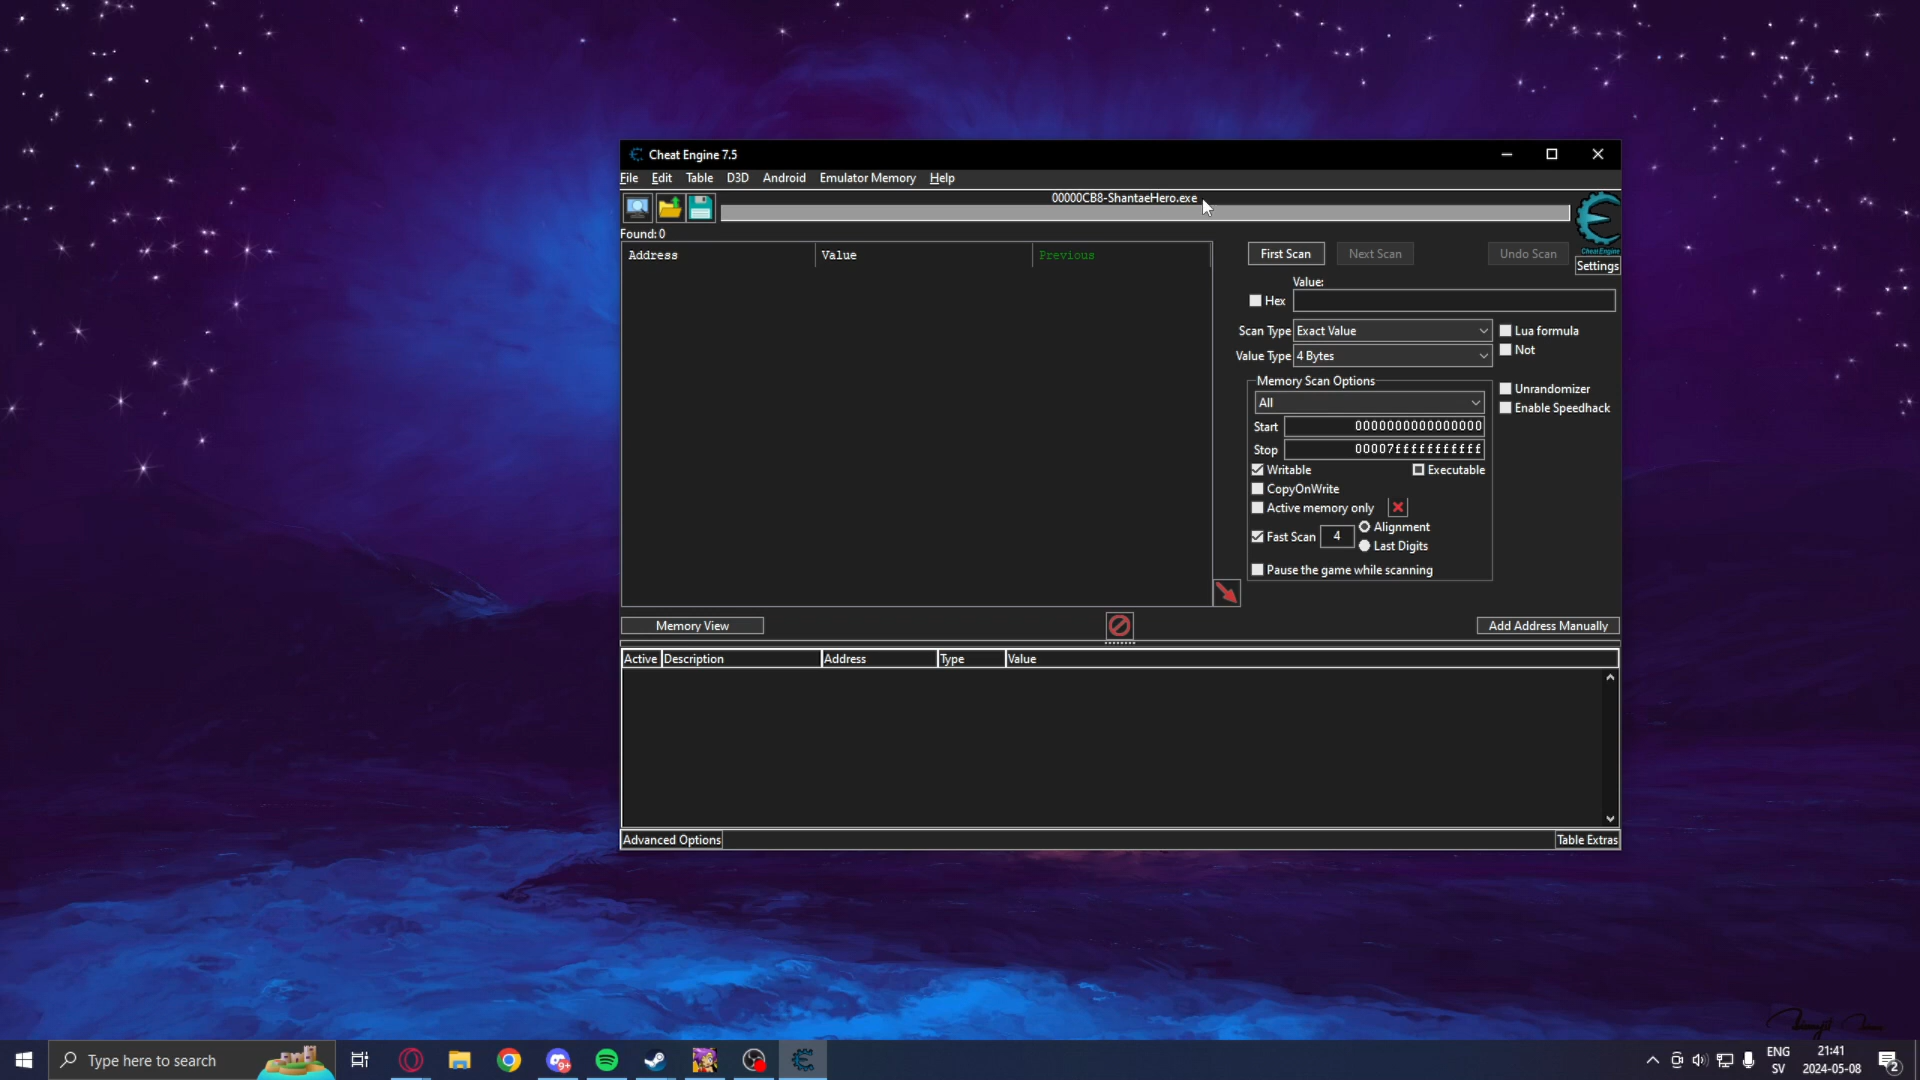 Cheat Engine 7.5
File Edit Table D3D Android Emulator Memory Help
00000CB8-ShantaeHero.exe
Found: 0
Address Value Previous
First Scan Next Scan Undo Scan
Cheat Engine
Settings
Value:
Hex
Scan Type Exact Value Lua formula
Not
Value Type 4 Bytes
Memory Scan Options
All
Unrandomizer
Enable Speedhack
Start 0000000000000000
Stop 00007fffffffffff
Writable Executable
CopyOnWrite
Active memory only
Fast Scan 4 Alignment
Last Digits
Pause the game while scanning
Memory View Add Address Manually
Active Description Address Type Value
Advanced Options Table Extras
Type here to search
9+
ENG
SV
21:41
2024-05-08
2